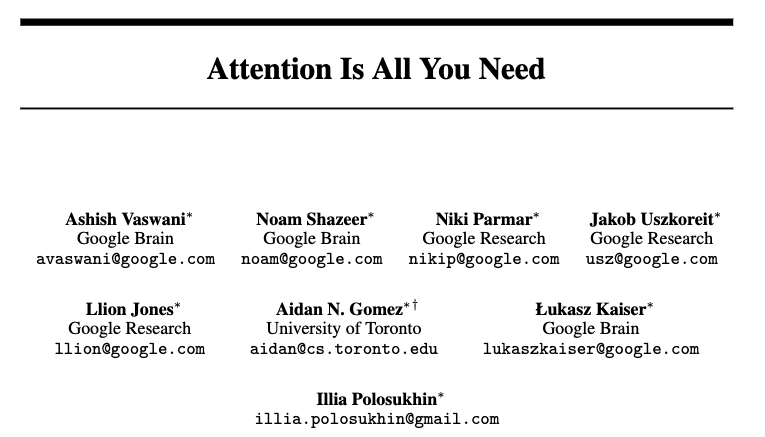 Attention Is All You Need
Ashish Vaswani* Noam Shazeer* Niki Parmar* Jakob Uszkoreit*
Google Brain Google Brain Google Research Google Research
avaswani@google.com noam@google.com nikip@google.com usz@google.com
Llion Jones* Aidan N. Gomez*† Łukasz Kaiser*
Google Research University of Toronto Google Brain
llion@google.com aidan@cs.toronto.edu lukaszkaiser@google.com
Illia Polosukhin*
illia.polosukhin@gmail.com